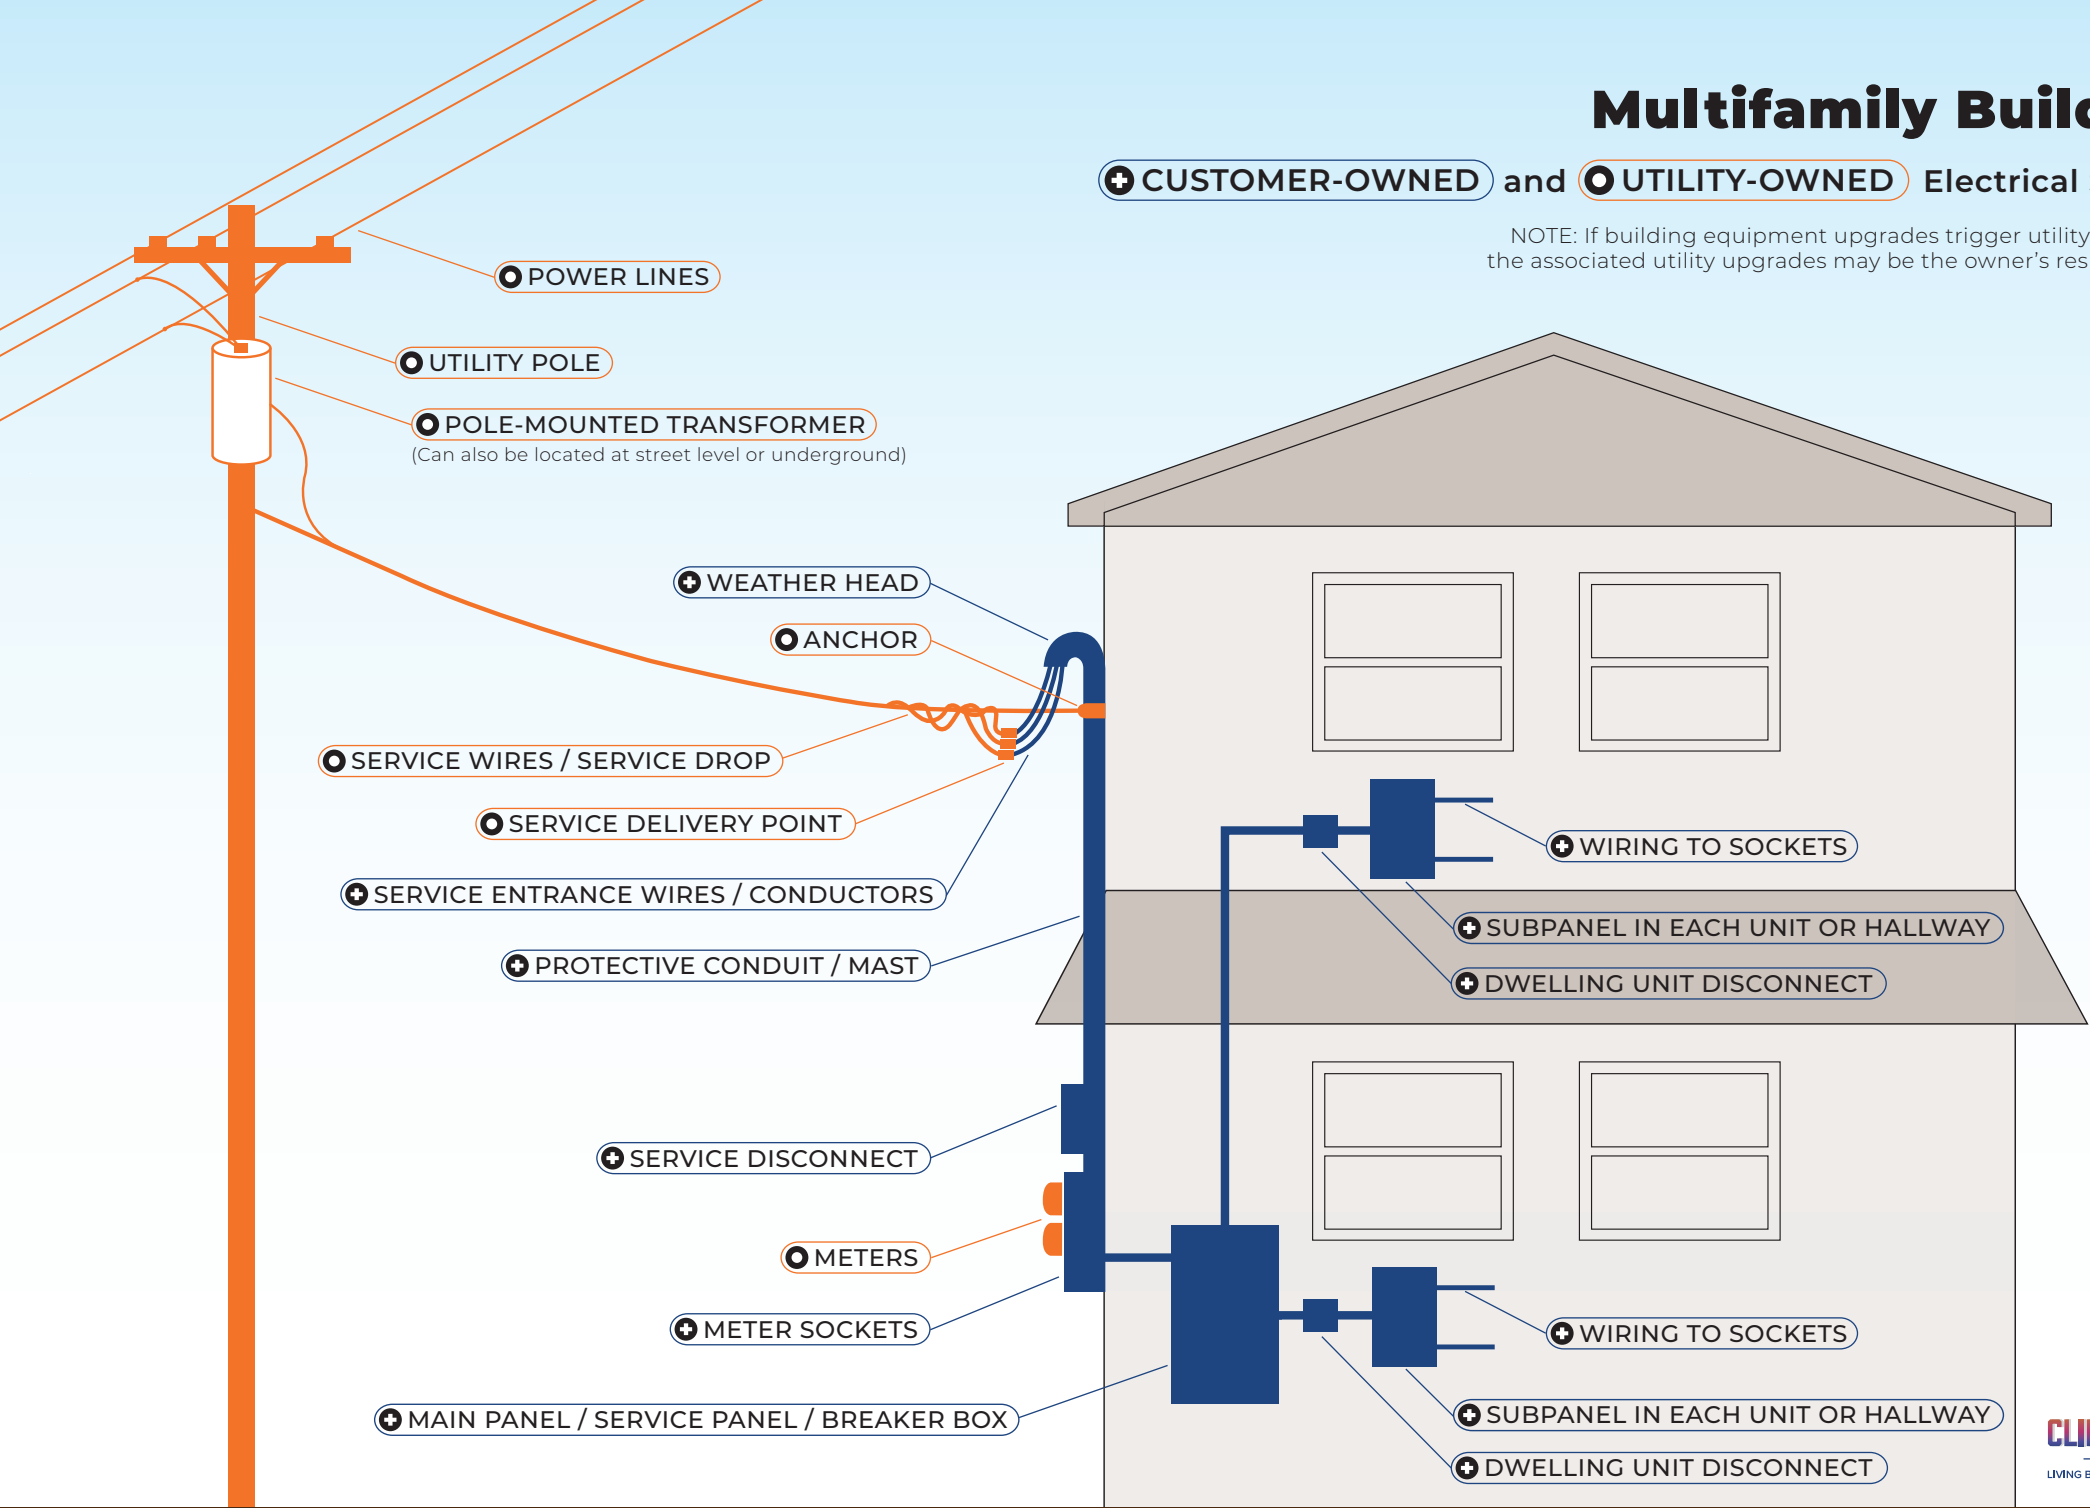 Multifamily
CUSTOMER-OWNED and UTILITY-OWNED Electrical
NOTE: If building equipment upgrades trigger utility
the associated utility upgrades may be the owner's
POWER LINES
UTILITY POLE
POLE-MOUNTED TRANSFORMER
(Can also be located at street level or underground)
WEATHER HEAD
ANCHOR
SERVICE WIRES / SERVICE DROP
SERVICE DELIVERY POINT
SERVICE ENTRANCE WIRES / CONDUCTORS
PROTECTIVE CONDUIT / MAST
WIRING TO SOCKETS
SUBPANEL IN EACH UNIT OR HALLWAY
DWELLING UNIT DISCONNECT
SERVICE DISCONNECT
METERS
METER SOCKETS
MAIN PANEL / SERVICE PANEL / BREAKER BOX
WIRING TO SOCKETS
SUBPANEL IN EACH UNIT OR HALLWAY
DWELLING UNIT DISCONNECT
LIVING